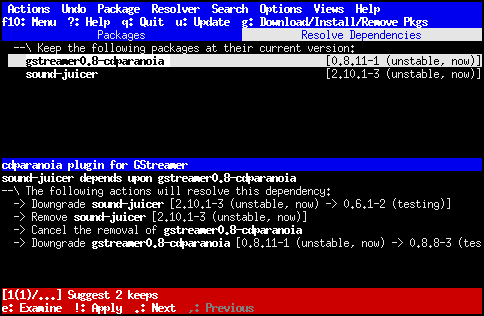 Actions Undo Package Resolver Search Options Views Help
f10: Menu ?: Help q: Quit u: Update g: Download/Install/Remove Pkgs
Packages Resolve Dependencies
--\ Keep the following packages at their current version:
gstreamer0.8-cdparanoia [0.8.11-1 (unstable, now)]
sound-juicer [2.10.1-3 (unstable, now)]
cdparanoia plugin for GStreamer
sound-juicer depends upon gstreamer0.8-cdparanoia
--\ The following actions will resolve this dependency:
-> Downgrade sound-juicer [2.10.1-3 (unstable, now) -> 0.6.1-2 (testing)]
-> Remove sound-juicer [2.10.1-3 (unstable, now)]
-> Cancel the removal of gstreamer0.8-cdparanoia
-> Downgrade gstreamer0.8-cdparanoia [0.8.11-1 (unstable, now) -> 0.8.8-3 (tes
[1(1)/...] Suggest 2 keeps
e: Examine !: Apply .: Next ,: Previous